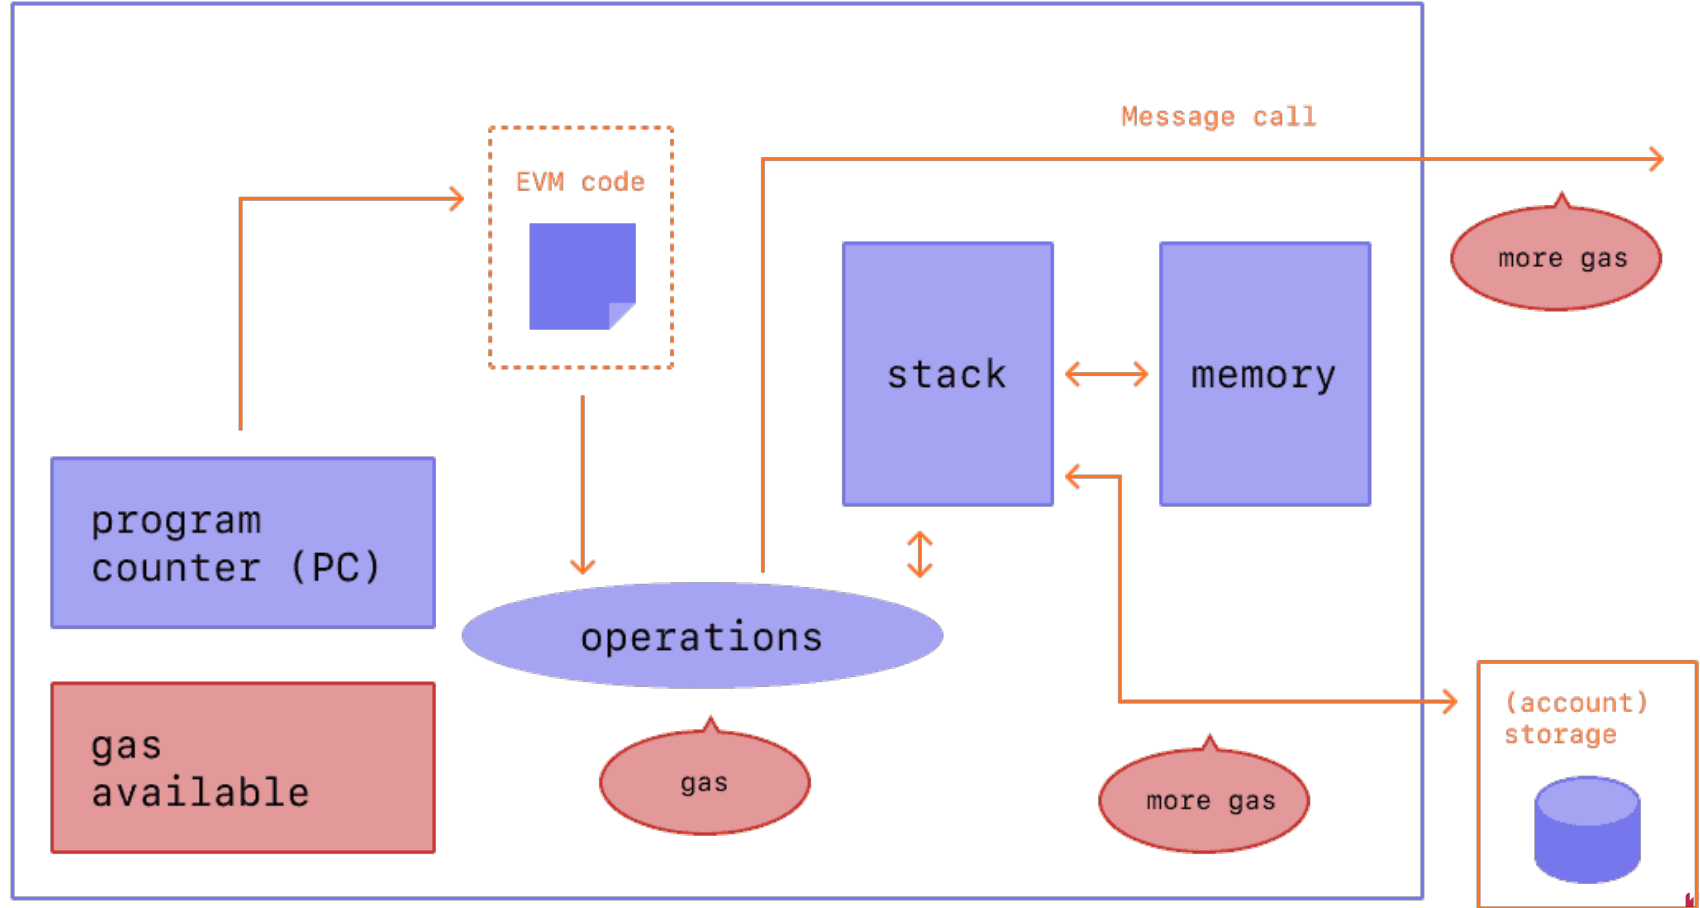 Message call
EVM code
more gas
stack
memory
program
counter (PC)
operations
(account)
storage
gas
available
gas
more gas